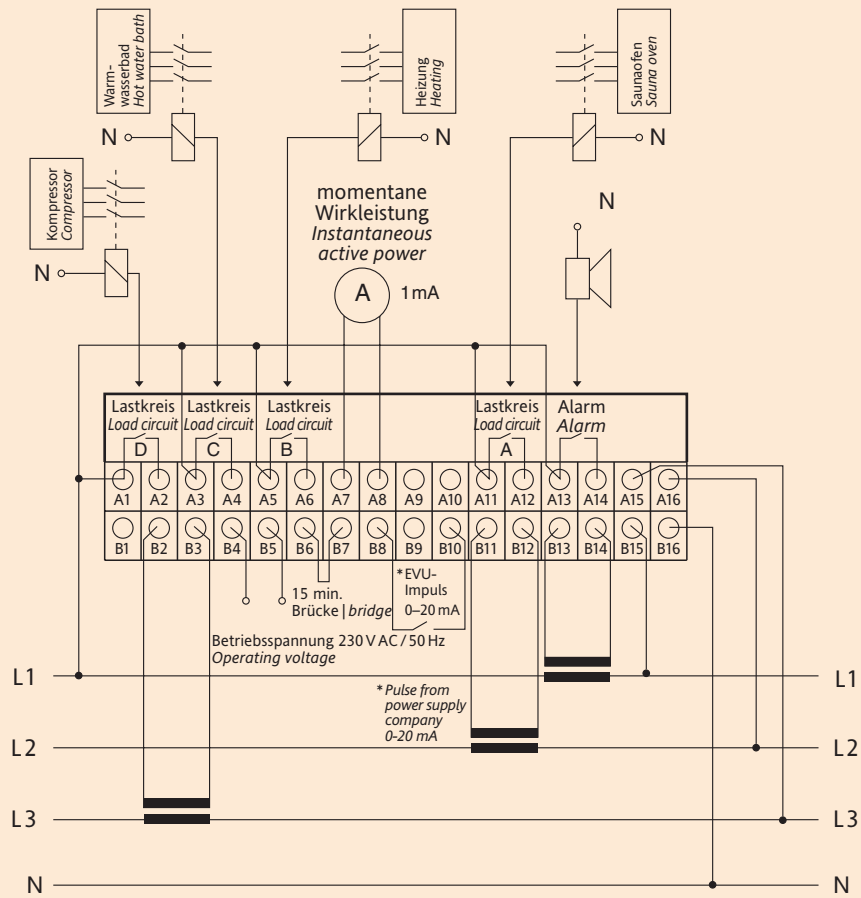 Warm-
wasserbad
Hot water bath
Heizung
Heating
Saunaofen
Sauna oven
N
N
N
Kompressor
Compressor
N
N
momentane
Wirkleistung
Instantaneous
active power
A
1mA
Lastkreis
Load circuit
D
Lastkreis
Load circuit
C
Lastkreis
Load circuit
B
Lastkreis
Load circuit
A
Alarm
Alarm
A1 A2 A3 A4 A5 A6 A7 A8 A9 A10 A11 A12 A13 A14 A15 A16
B1 B2 B3 B4 B5 B6 B7 B8 B9 B10 B11 B12 B13 B14 B15 B16
15 min.
Brücke | bridge
*EVU-
Impuls
0–20 mA
Betriebsspannung 230 V AC / 50 Hz
Operating voltage
* Pulse from
power supply
company
0-20 mA
L1 L1
L2 L2
L3 L3
N N